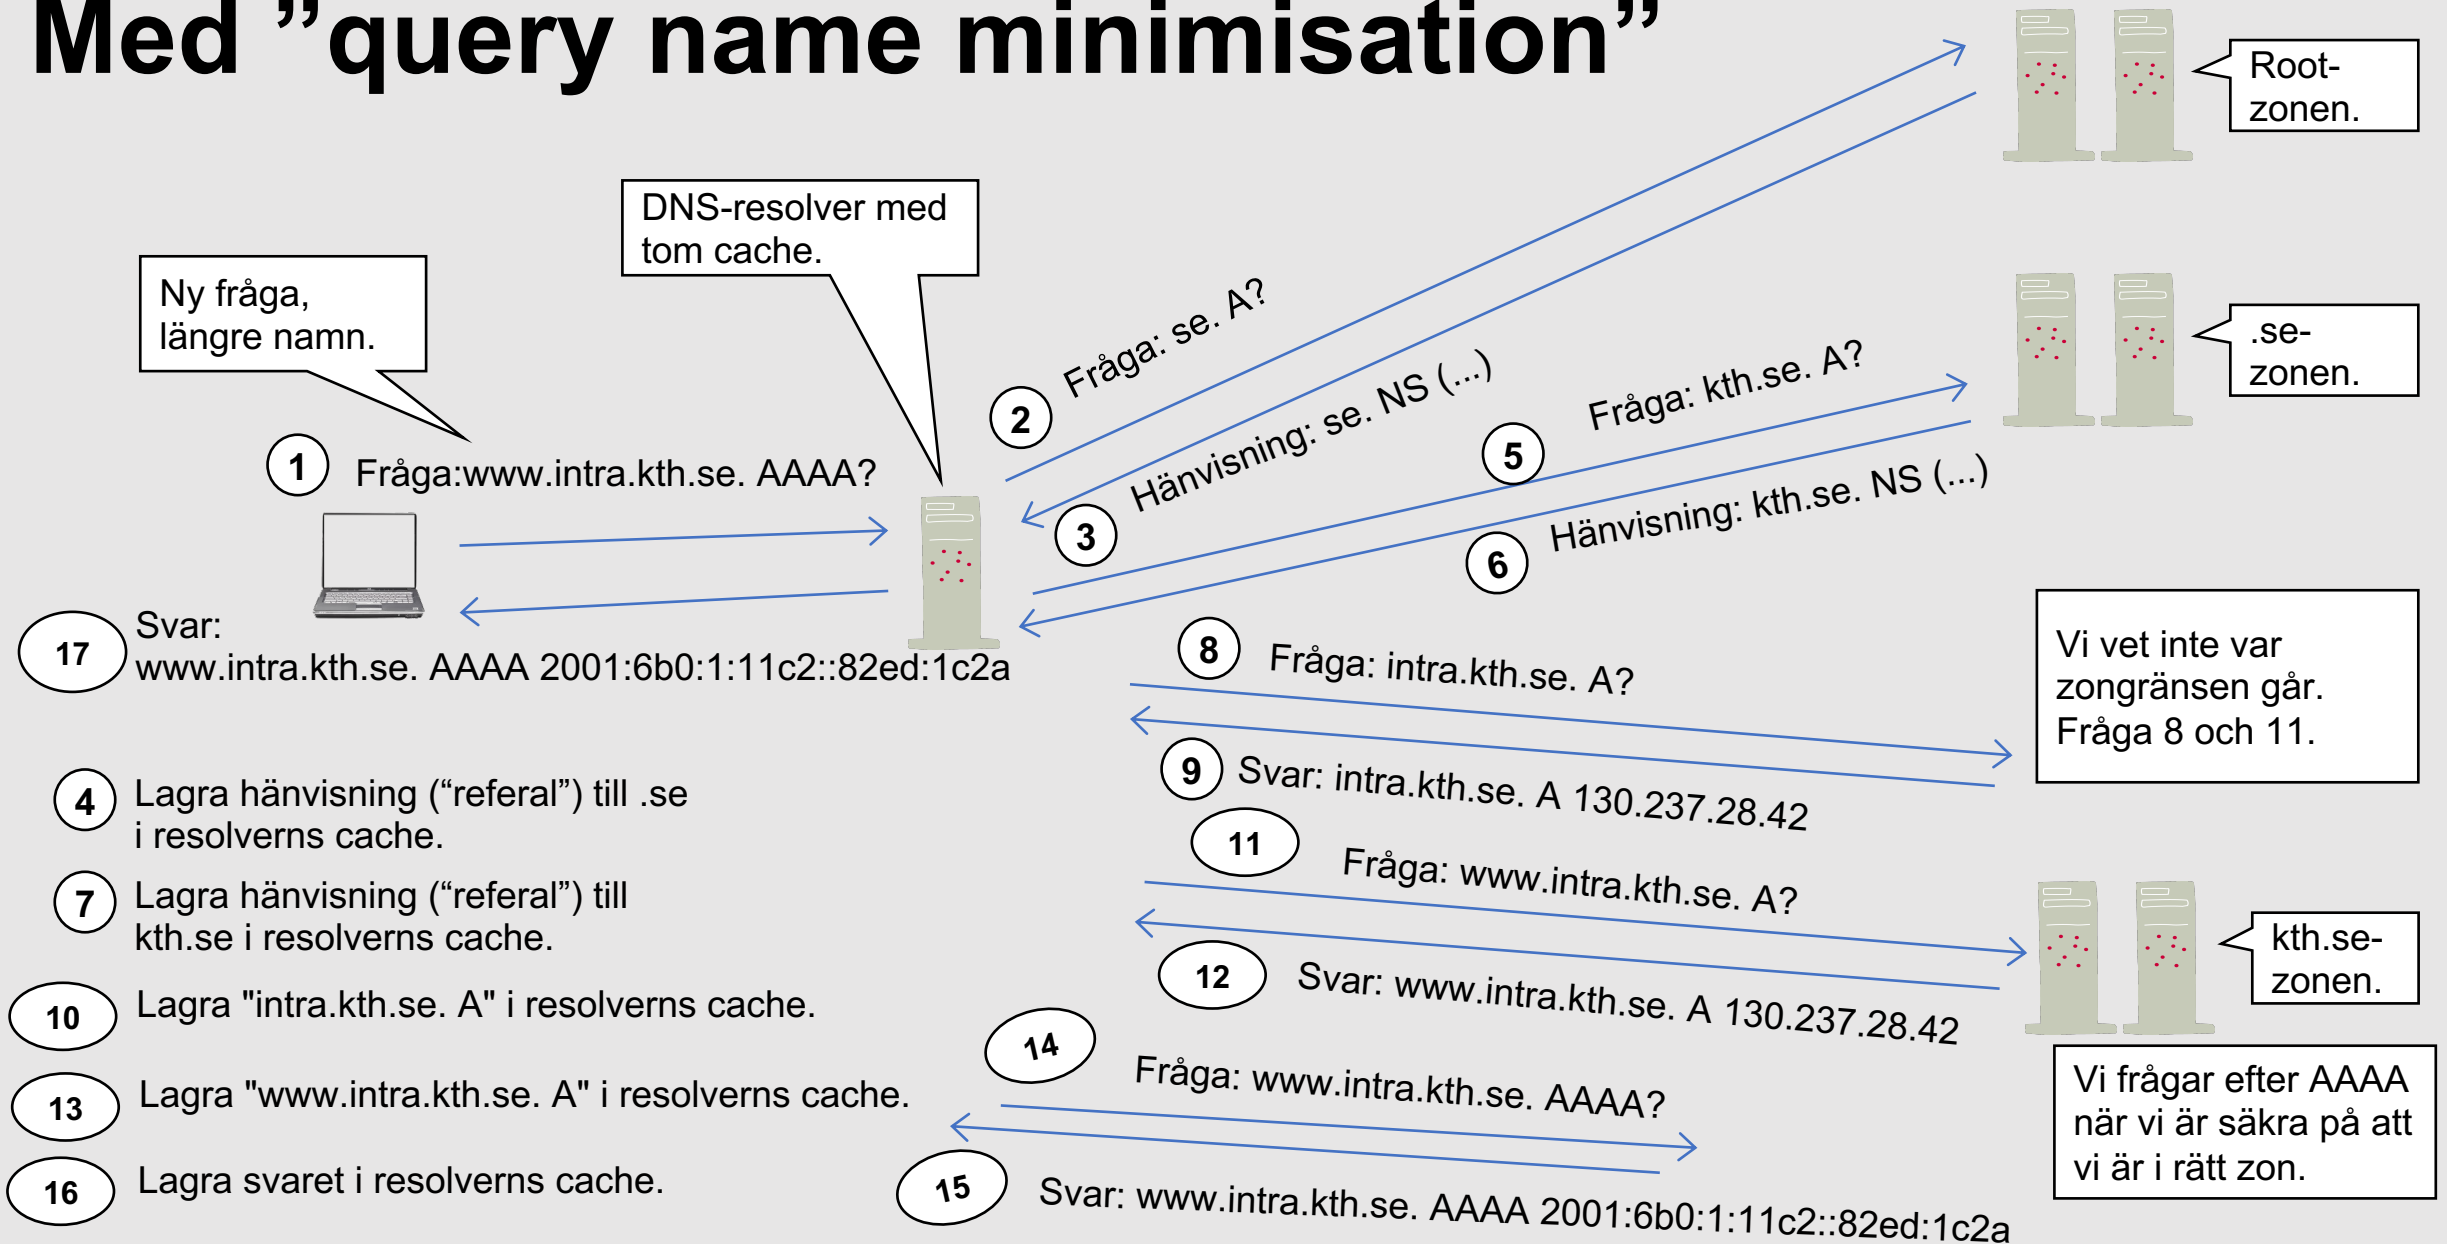 Med ”query name minimisation”
Root-
zonen.
DNS-resolver med
tom cache.
Ny fråga,
längre namn.
.se-
zonen.
2
Fråga: se. A?
3
Hänvisning: se. NS (...)
5
Fråga: kth.se. A?
6
Hänvisning: kth.se. NS (...)
1
Fråga:www.intra.kth.se. AAAA?
17
Svar:
www.intra.kth.se. AAAA 2001:6b0:1:11c2::82ed:1c2a
8
Fråga: intra.kth.se. A?
Vi vet inte var
zongränsen går.
Fråga 8 och 11.
9
Svar: intra.kth.se. A 130.237.28.42
4
Lagra hänvisning (“referal”) till .se
i resolverns cache.
11
Fråga: www.intra.kth.se. A?
7
Lagra hänvisning (“referal”) till
kth.se i resolverns cache.
kth.se-
zonen.
12
Svar: www.intra.kth.se. A 130.237.28.42
10
Lagra "intra.kth.se. A" i resolverns cache.
14
Fråga: www.intra.kth.se. AAAA?
13
Lagra "www.intra.kth.se. A" i resolverns cache.
Vi frågar efter AAAA
när vi är säkra på att
vi är i rätt zon.
16
Lagra svaret i resolverns cache.
15
Svar: www.intra.kth.se. AAAA 2001:6b0:1:11c2::82ed:1c2a